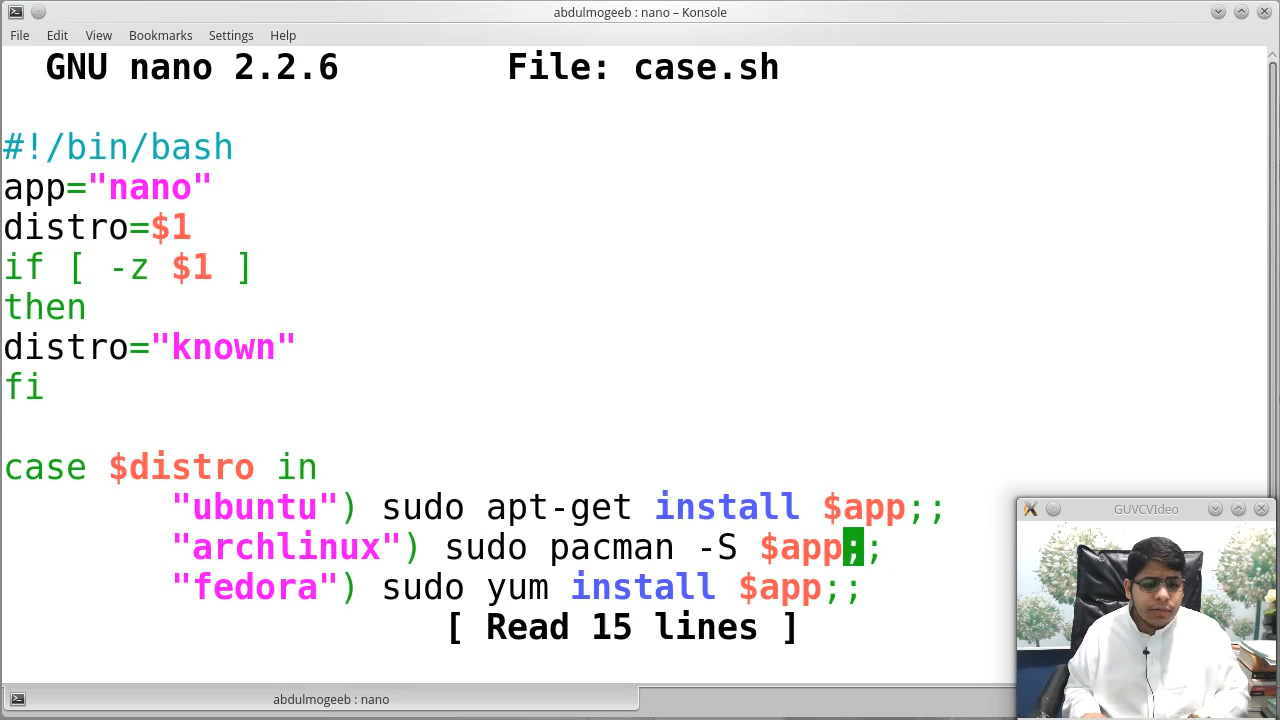 abdulmogeeb : nano – Konsole
File Edit View Bookmarks Settings Help
GNU nano 2.2.6 File: case.sh
#!/bin/bash
app="nano"
distro=$1
if [ -z $1 ]
then
distro="known"
fi
case $distro in
"ubuntu") sudo apt-get install $app;;
"archlinux") sudo pacman -S $app;;
"fedora") sudo yum install $app;;
[ Read 15 lines ]
GUVCVIdeo
abdulmogeeb : nano